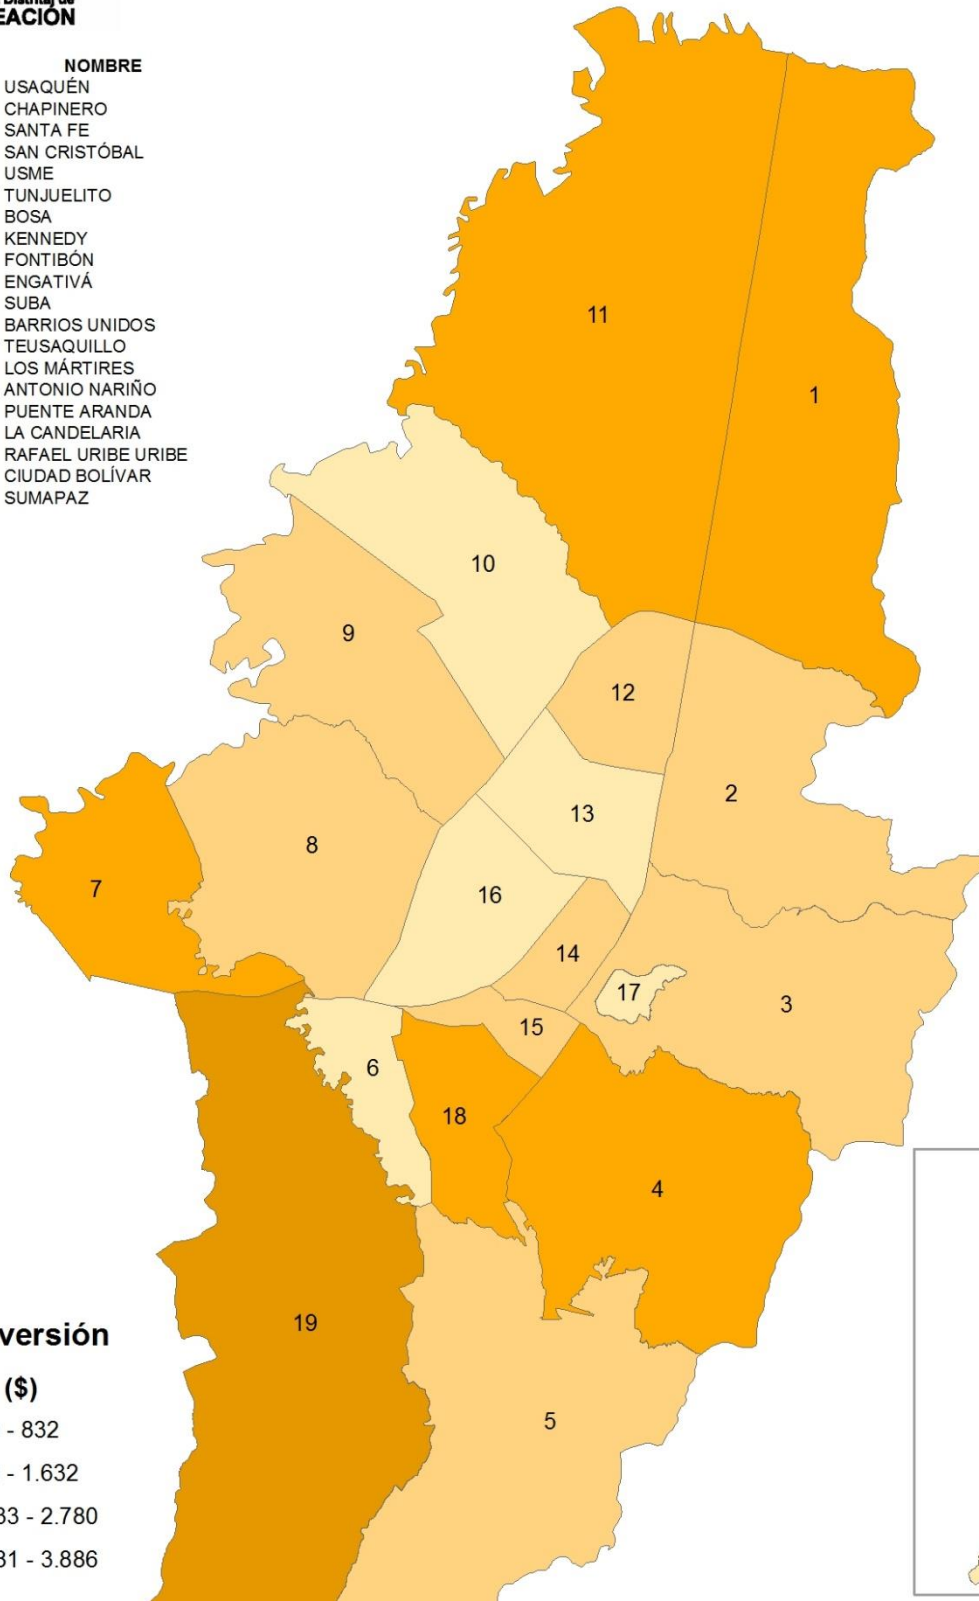 Distrital de
EACIÓN
NOMBRE
USAQUÉN
CHAPINERO
SANTA FE
SAN CRISTÓBAL
USME
TUNJUELITO
BOSA
KENNEDY
FONTIBÓN
ENGATIVÁ
SUBA
BARRIOS UNIDOS
TEUSAQUILLO
LOS MÁRTIRES
ANTONIO NARIÑO
PUENTE ARANDA
LA CANDELARIA
RAFAEL URIBE URIBE
CIUDAD BOLÍVAR
SUMAPAZ
11
1
10
9
12
2
13
8
7
16
14
17
3
15
6
18
4
19
5
versión
($)
- 832
- 1.632
33 - 2.780
31 - 3.886